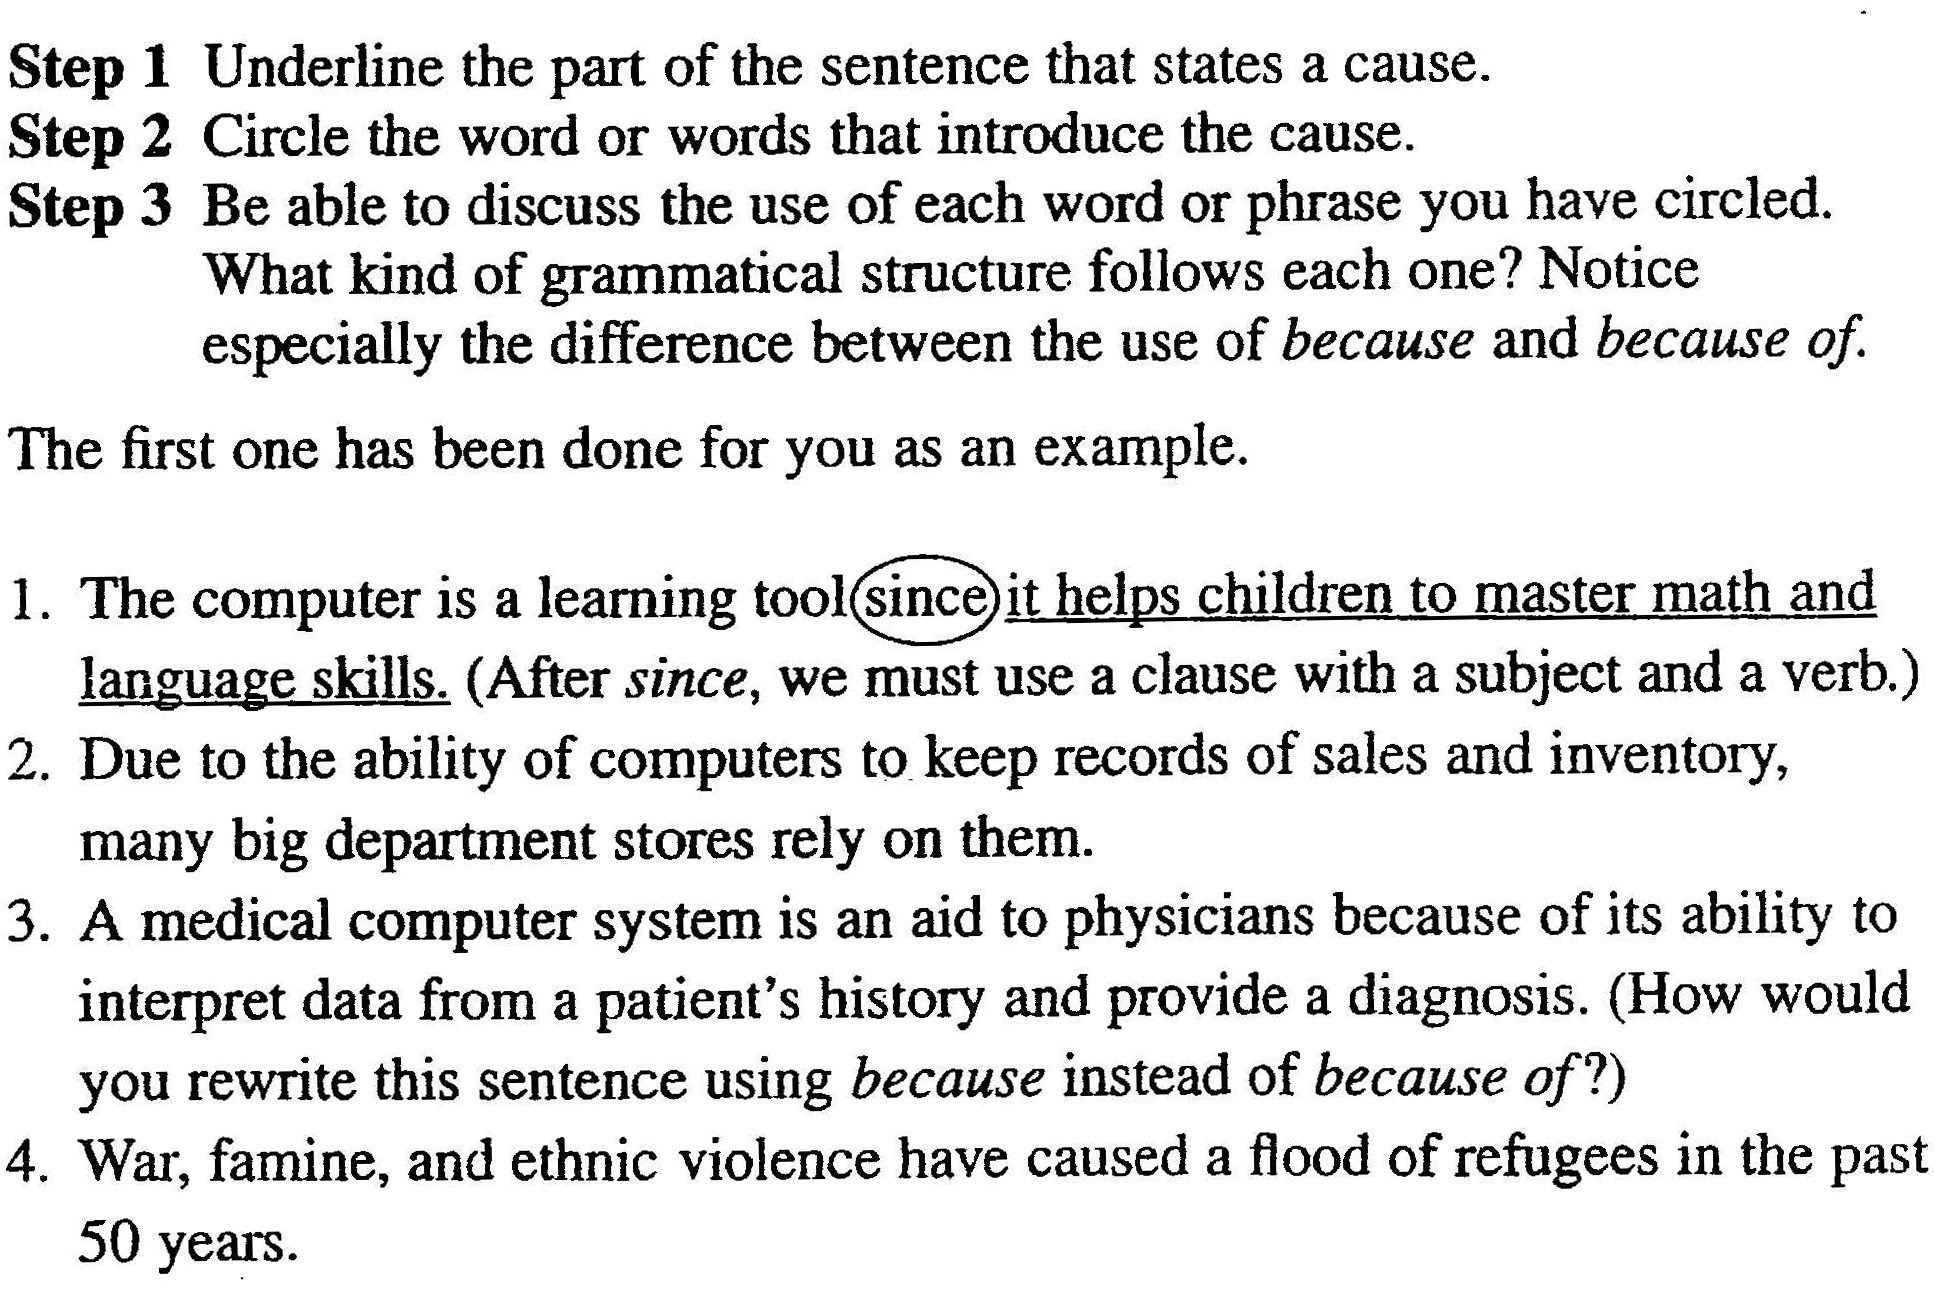 Step 1 Underline the part of the sentence that states a cause.
Step 2 Circle the word or words that introduce the cause.
Step 3 Be able to discuss the use of each word or phrase you have circled.
What kind of grammatical structure follows each one? Notice
especially the difference between the use of because and because of.
The first one has been done for you as an example.
1. The computer is a learning tool since it helps children to master math and
language skills. (After since, we must use a clause with a subject and a verb.)
2. Due to the ability of computers to keep records of sales and inventory,
many big department stores rely on them.
3. A medical computer system is an aid to physicians because of its ability to
interpret data from a patient's history and provide a diagnosis. (How would
you rewrite this sentence using because instead of because of?)
4. War, famine, and ethnic violence have caused a flood of refugees in the past
50 years.